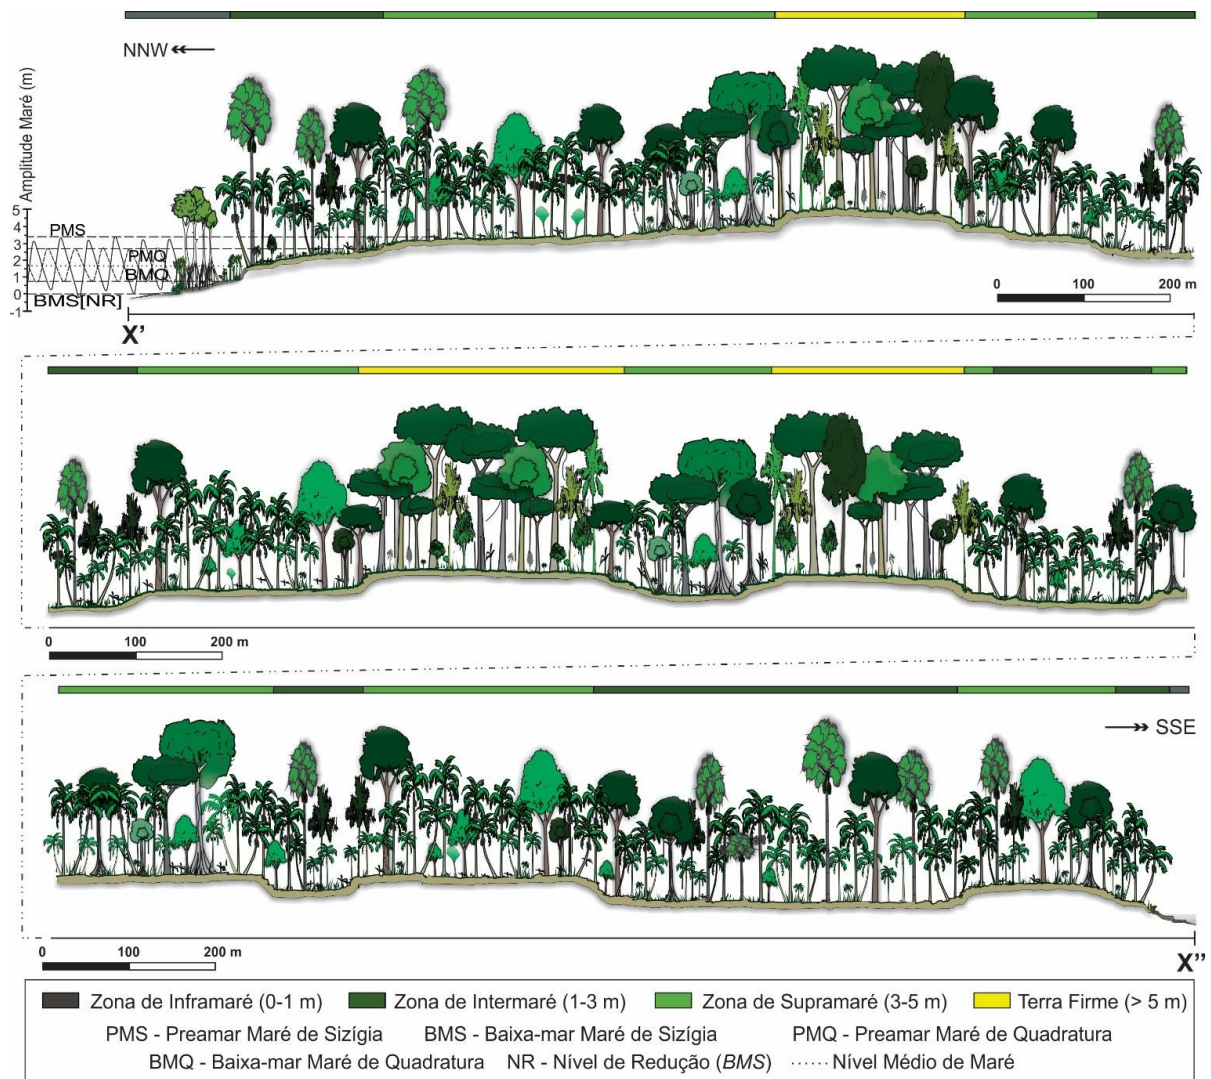 NNW
Amplitude Maré (m)
5
4
3
2
1
0
-1
PMS
PMQ
BMQ
BMS[NR]
0 100 200 m
X'
0 100 200 m
SSE
0 100 200 m
X"
Zona de Inframaré (0-1 m) Zona de Intermaré (1-3 m) Zona de Supramaré (3-5 m) Terra Firme (> 5 m)
PMS - Preamar Maré de Sizígia BMS - Baixa-mar Maré de Sizígia PMQ - Preamar Maré de Quadratura
BMQ - Baixa-mar Maré de Quadratura NR - Nível de Redução (BMS) ...... Nível Médio de Maré